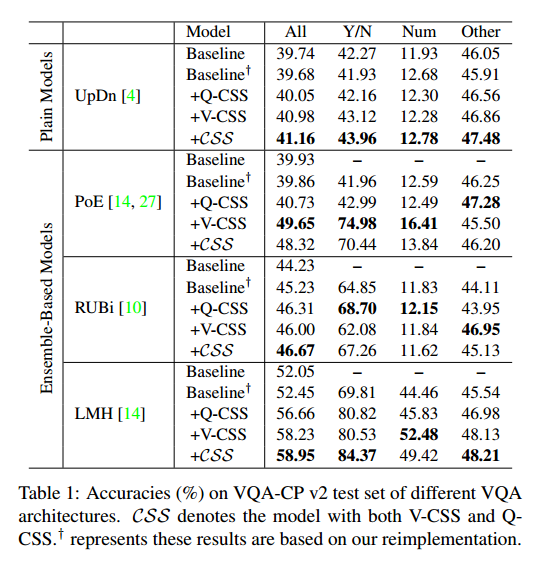 Model All Y/N Num Other
Plain Models
UpDn [4]
Baseline 39.74 42.27 11.93 46.05
Baseline† 39.68 41.93 12.68 45.91
+Q-CSS 40.05 42.16 12.30 46.56
+V-CSS 40.98 43.12 12.28 46.86
+CSS 41.16 43.96 12.78 47.48
Ensemble-Based Models
PoE [14, 27]
Baseline 39.93 – – –
Baseline† 39.86 41.96 12.59 46.25
+Q-CSS 40.73 42.99 12.49 47.28
+V-CSS 49.65 74.98 16.41 45.50
+CSS 48.32 70.44 13.84 46.20
RUBi [10]
Baseline 44.23 – – –
Baseline† 45.23 64.85 11.83 44.11
+Q-CSS 46.31 68.70 12.15 43.95
+V-CSS 46.00 62.08 11.84 46.95
+CSS 46.67 67.26 11.62 45.13
LMH [14]
Baseline 52.05 – – –
Baseline† 52.45 69.81 44.46 45.54
+Q-CSS 56.66 80.82 45.83 46.98
+V-CSS 58.23 80.53 52.48 48.13
+CSS 58.95 84.37 49.42 48.21
Table 1: Accuracies (%) on VQA-CP v2 test set of different VQA
architectures. CSS denotes the model with both V-CSS and Q-
CSS.† represents these results are based on our reimplementation.